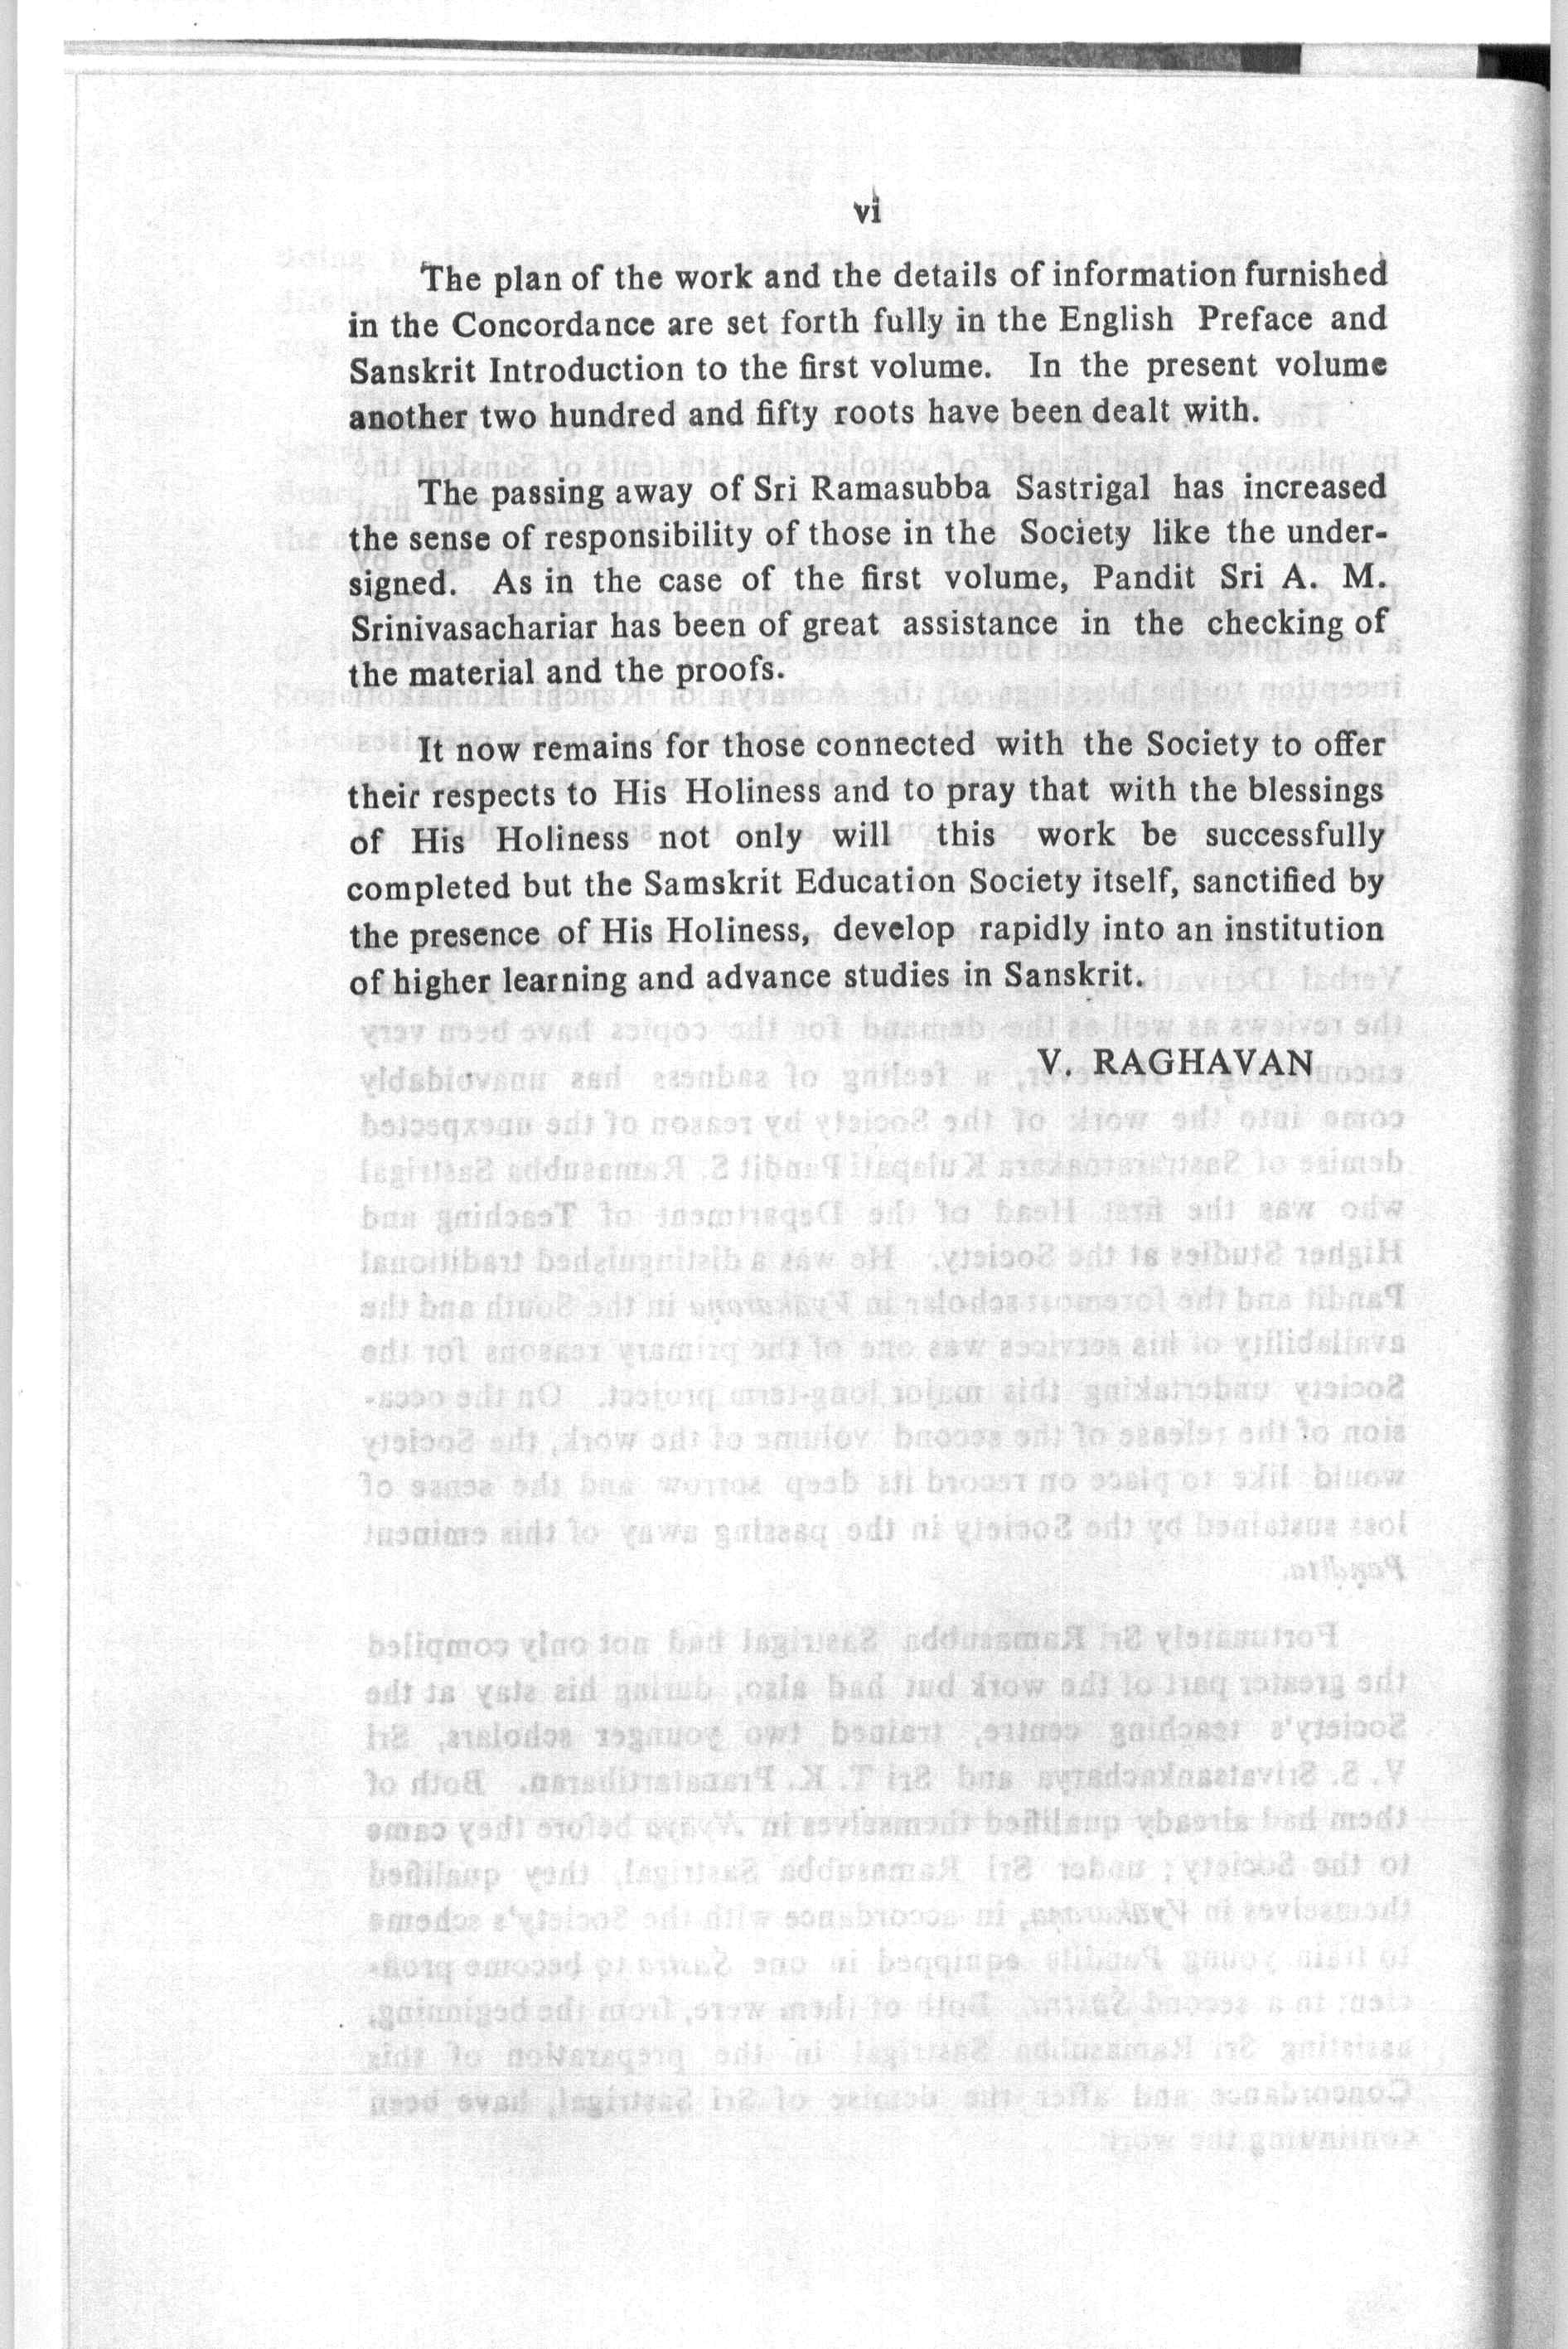 vi
The plan of the work and the details of information furnished
in the Concordance are set forth fully in the English Preface and
Sanskrit Introduction to the first volume. In the present volume
another two hundred and fifty roots have been dealt with.
The passing away of Sri Ramasubba Sastrigal has increased
the sense of responsibility of those in the Society like the under-
signed. As in the case of the first volume, Pandit Sri A. M.
Srinivasachariar has been of great assistance in the checking of
the material and the proofs.
It now remains for those connected with the Society to offer
their respects to His Holiness and to pray that with the blessings
of His Holiness not only will this work be successfully
completed but the Samskrit Education Society itself, sanctified by
the presence of His Holiness, develop rapidly into an institution
of higher learning and advance studies in Sanskrit.
V. RAGHAVAN